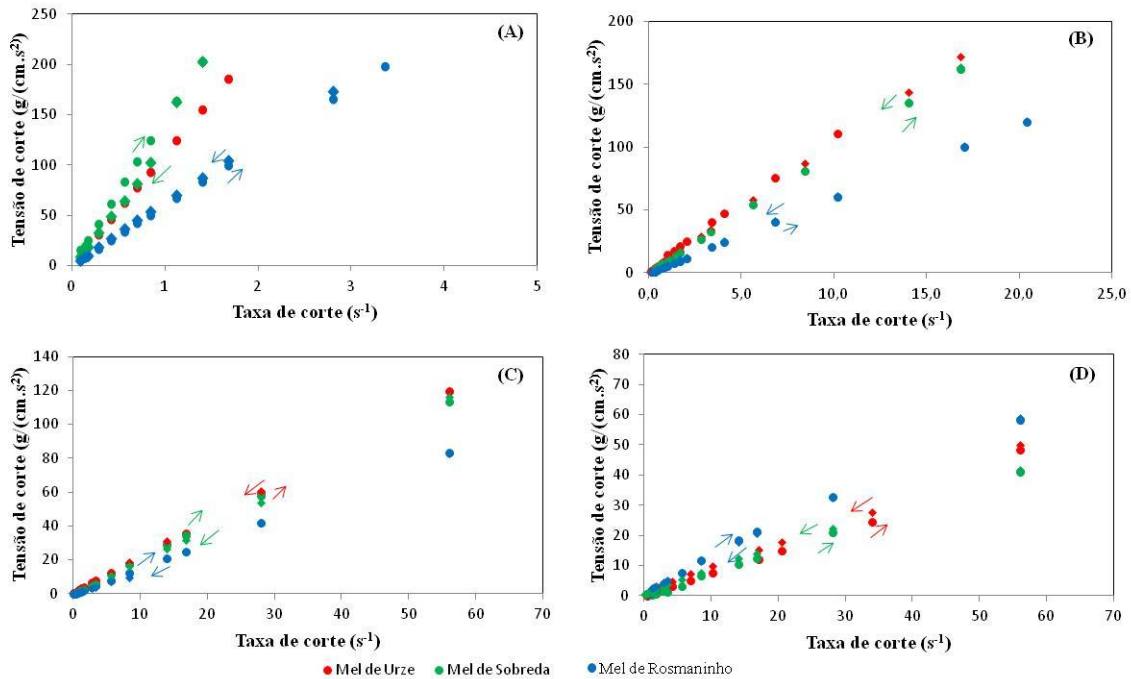 250
(A)
200
150
100
50
0
0 1 2 3 4 5
Tensão de corte (g/(cm.s²))
Taxa de corte (s⁻¹)
200
(B)
150
100
50
0
0,0 5,0 10,0 15,0 20,0 25,0
Tensão de corte (g/(cm.s²))
Taxa de corte (s⁻¹)
140
(C)
120
100
80
60
40
20
0
0 10 20 30 40 50 60 70
Tensão de corte (g/(cm.s²))
Taxa de corte (s⁻¹)
80
(D)
70
60
50
40
30
20
10
0
0 10 20 30 40 50 60 70
Tensão de corte (g/(cm.s²))
Taxa de corte (s⁻¹)
Mel de Urze Mel de Sobreda Mel de Rosmaninho